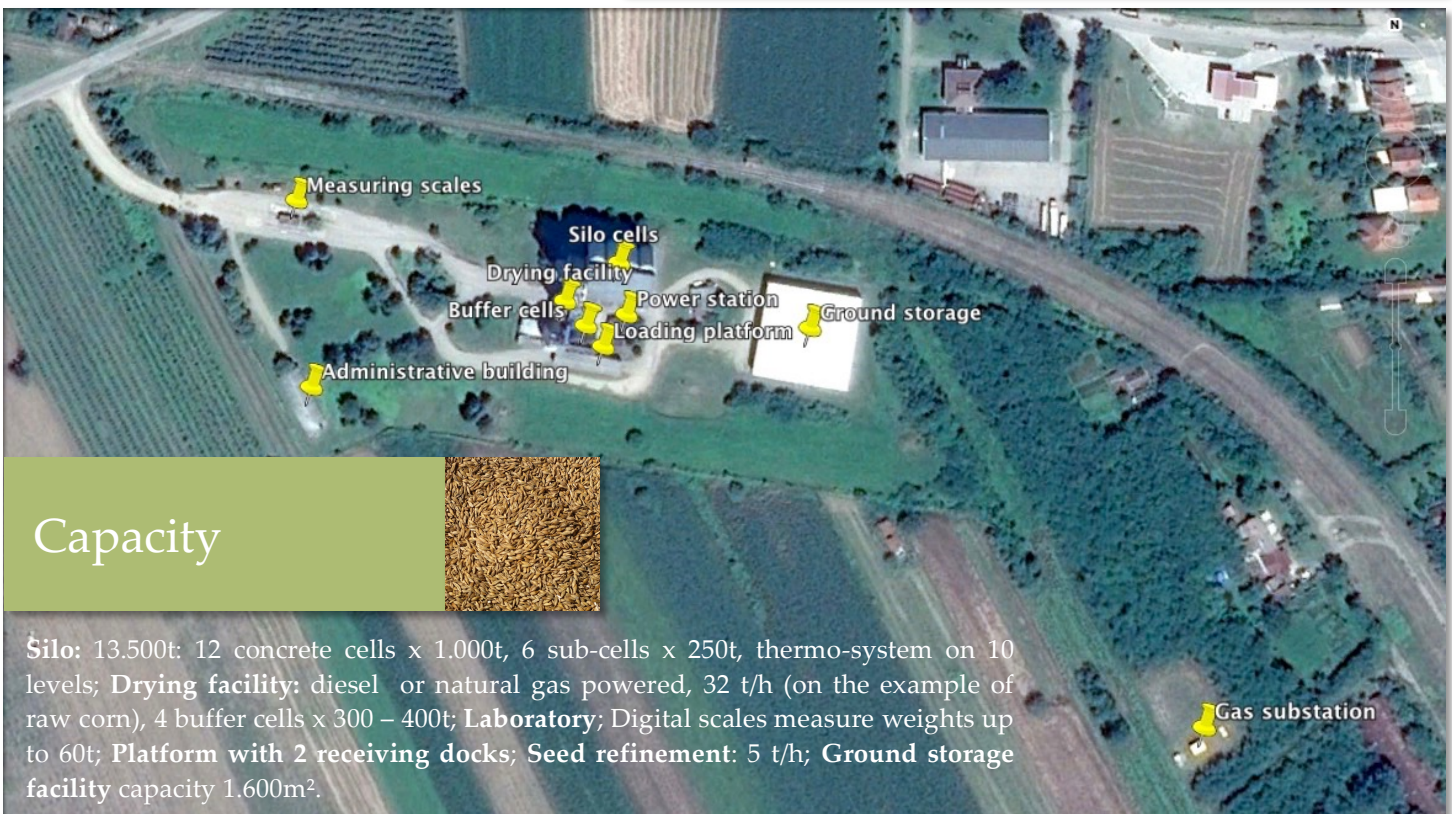 N
Measuring scales
Silo cells
Drying facility
Power station
Buffer cells
Ground storage
Loading platform
Administrative building
Capacity
Silo: 13.500t: 12 concrete cells x 1.000t, 6 sub-cells x 250t, thermo-system on 10
levels; Drying facility: diesel or natural gas powered, 32 t/h (on the example of
raw corn), 4 buffer cells x 300 – 400t; Laboratory; Digital scales measure weights up
to 60t; Platform with 2 receiving docks; Seed refinement: 5 t/h; Ground storage
facility capacity 1.600m².
Gas substation